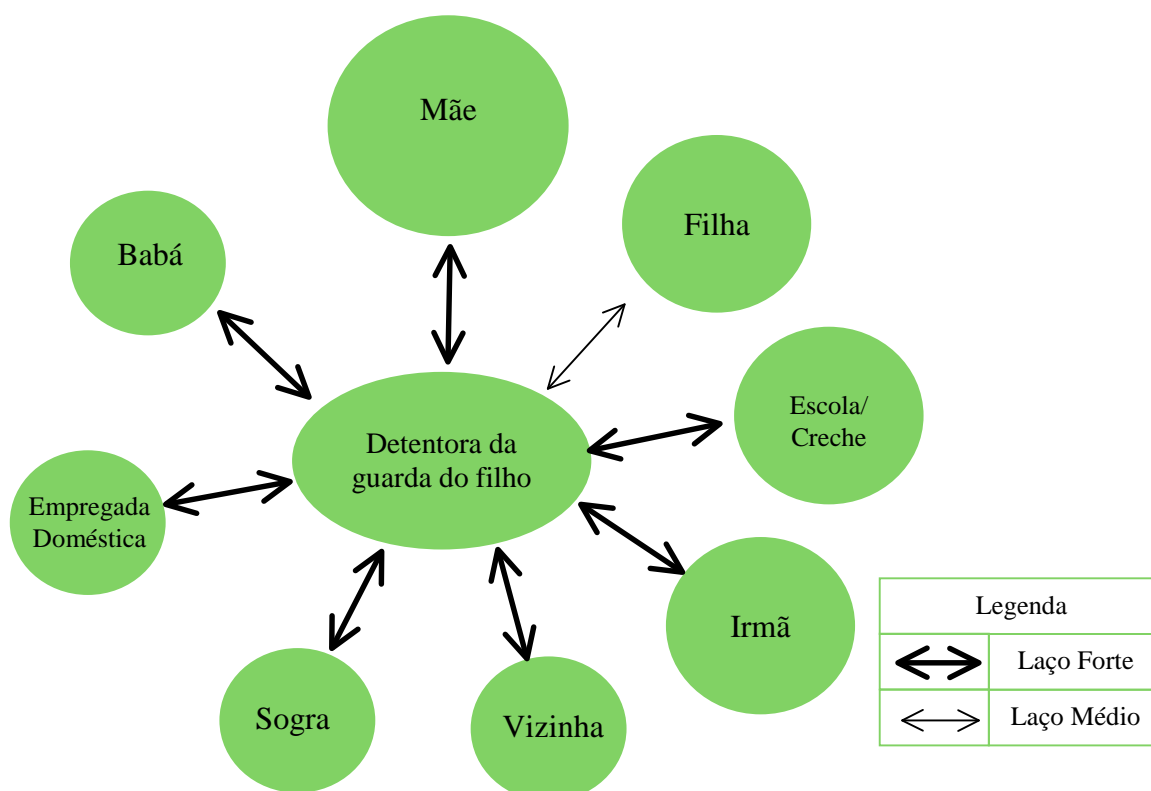 Mãe
Filha
Babá
Escola/
Creche
Detentora da
guarda do filho
Empregada
Doméstica
Irmã
Sogra
Vizinha
Legenda
Laço Forte
Laço Médio